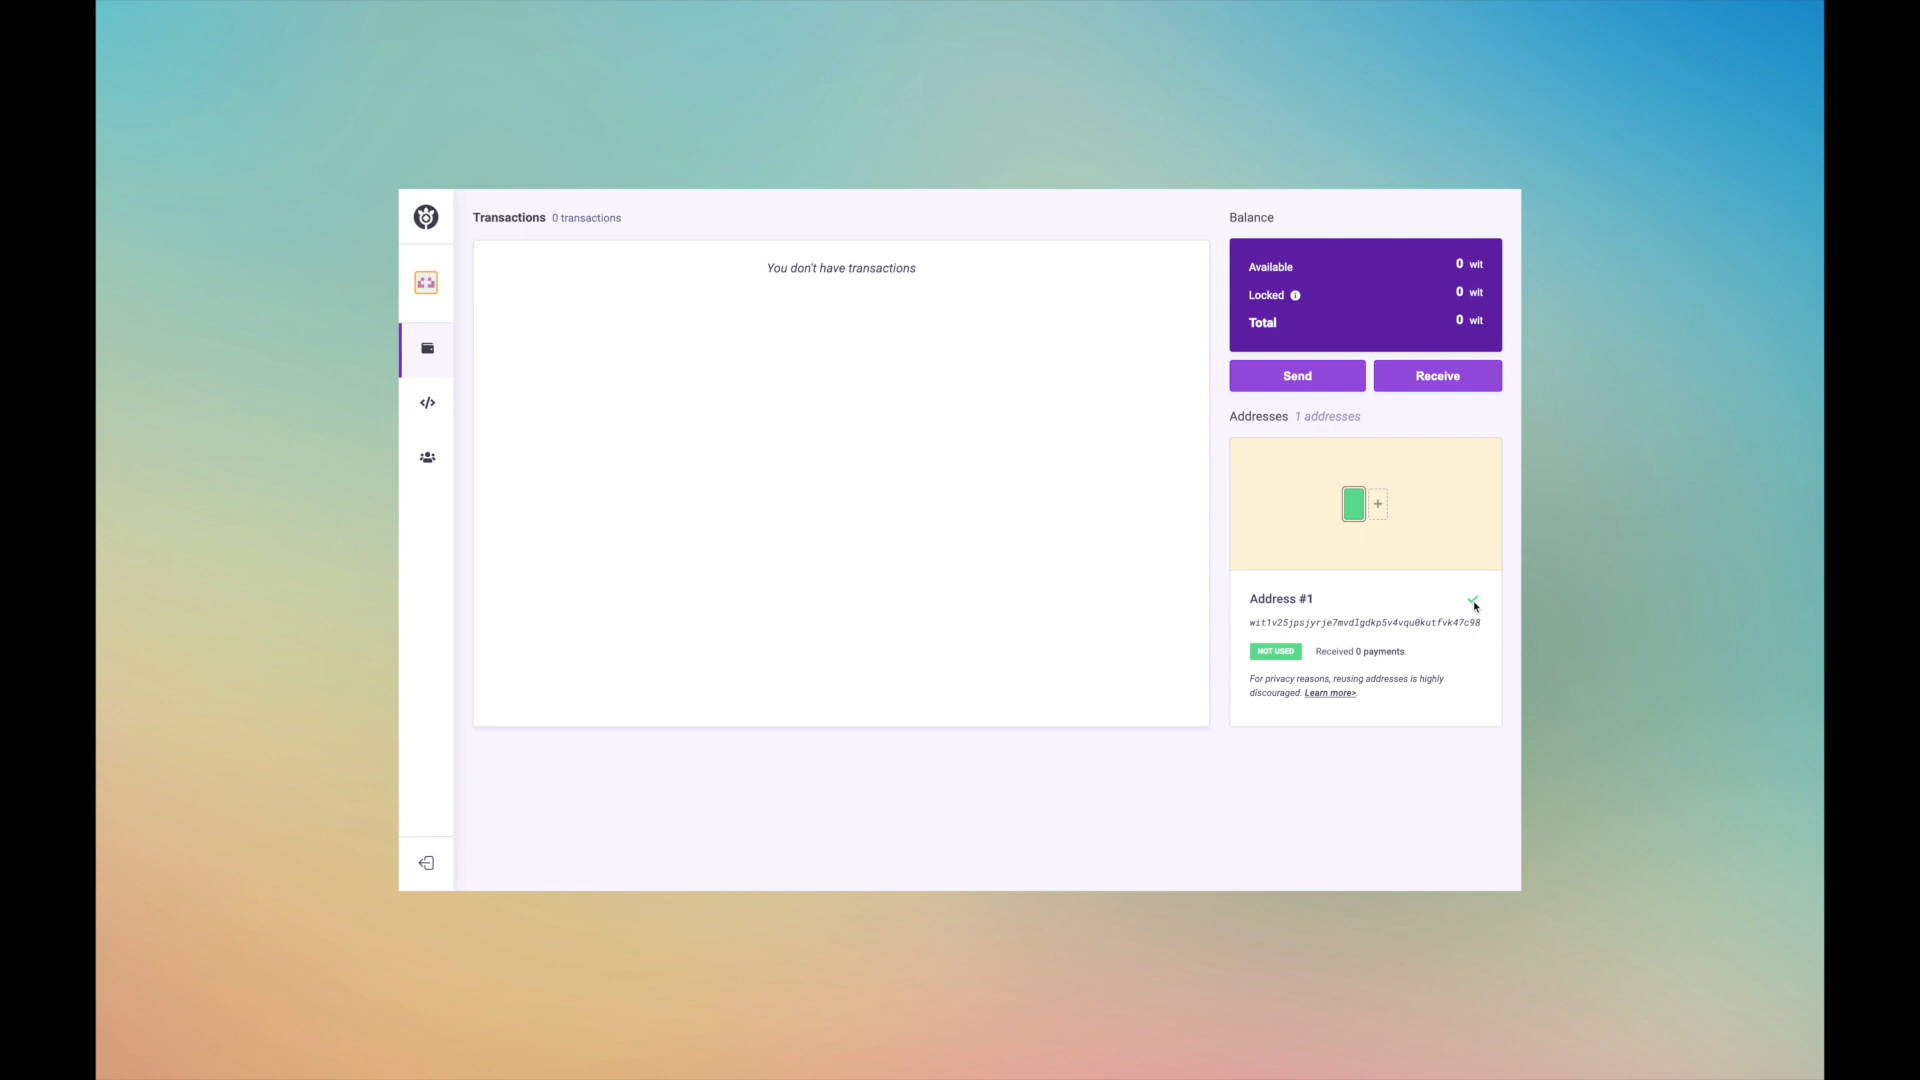 Transactions 0 transactions
You don't have transactions
Balance
Available 0 wit
Locked 0 wit
Total 0 wit
Send
Receive
Addresses 1 addresses
+
Address #1
wit1v25jpsjyrje7mvdlgdkp5v4vqu0kutfvk47c98
NOT USED Received 0 payments.
For privacy reasons, reusing addresses is highly
discouraged. Learn more>.